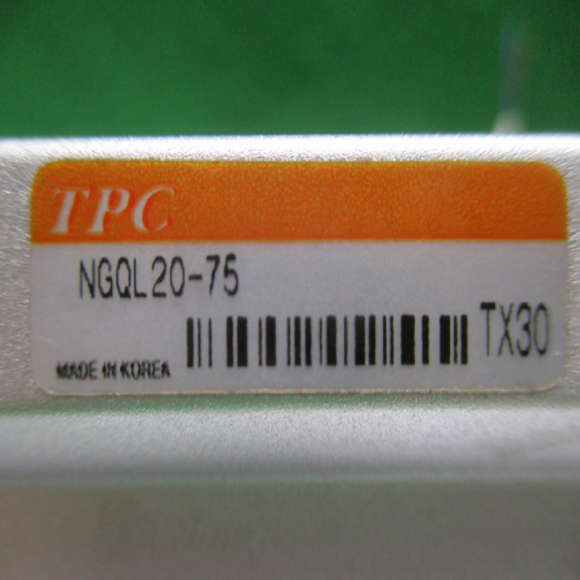 TPC
NGQL20-75
TX30
MADE IN KOREA